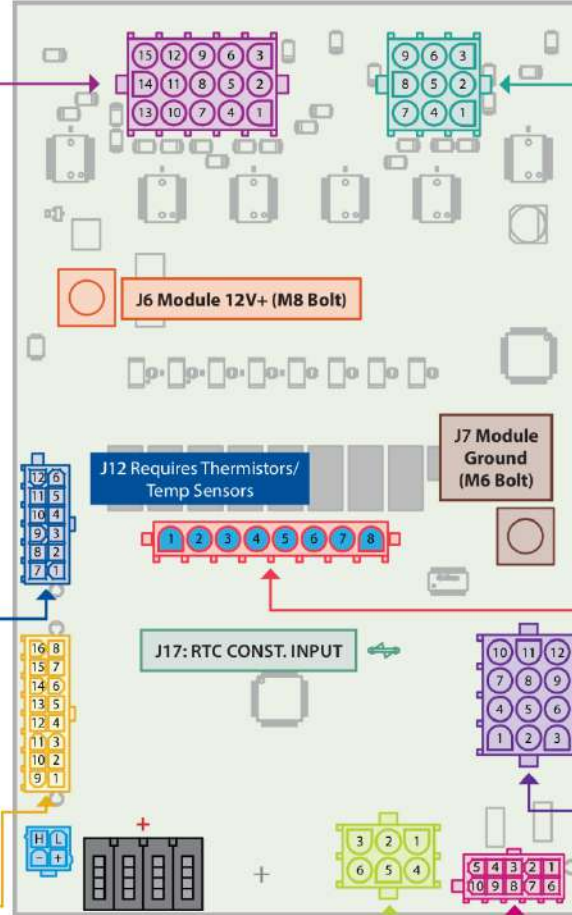 15 12 9 6 3
14 11 8 5 2
13 10 7 4 1
9 6 3
8 5 2
7 4 1
J6 Module 12V+ (M8 Bolt)
J7 Module
Ground
(M6 Bolt)
J12 Requires Thermistors/
Temp Sensors
12 6
11 5
10 4
9 3
8 2
7 1
1 2 3 4 5 6 7 8
J17: RTC CONST. INPUT
16 8
15 7
14 6
13 5
12 4
11 3
10 2
9 1
10 11 12
7 8 9
4 5 6
1 2 3
H L
- +
+
+
3 2 1
6 5 4
5 4 3 2 1
10 9 8 7 6